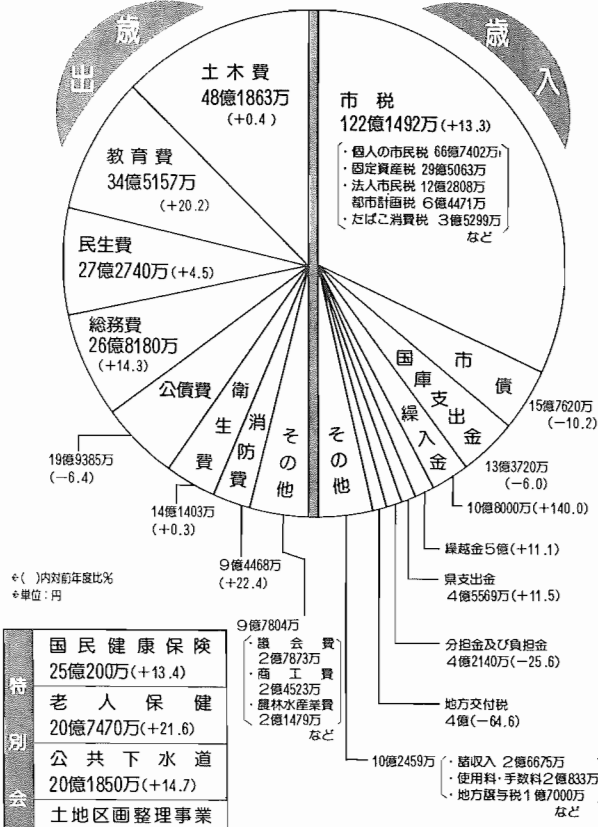 歳出
土木費
48億1863万
(+0.4)
教育費
34億5157万
(+20.2)
民生費
27億2740万(+4.5)
総務費
26億8180万
(+14.3)
公債費
19億9385万
(-6.4)
衛生費
14億1403万
(+0.3)
消防費
9億4468万
(+22.4)
その他
9億7804万
・議会費
2億7873万
・商工費
2億4523万
・農林水産業費
2億1479万
など
歳入
市税
122億1492万(+13.3)
・個人の市民税 66億7402万
・固定資産税 29億5063万
・法人市民税 12億2808万
都市計画税 6億4471万
・たばこ消費税 3億5299万
など
市債
15億7620万
(-10.2)
国庫支出金
13億3720万
(-6.0)
繰入金
10億8000万(+140.0)
繰越金5億(+11.1)
県支出金
4億5569万(+11.5)
分担金及び負担金
4億2140万(-25.6)
地方交付税
4億(-64.6)
その他
10億2459万
・諸収入 2億6675万
・使用料・手数料2億833万
・地方譲与税1億7000万
など
＊( )内対前年度比%
＊単位：円
特別会
国民健康保険
25億200万(+13.4)
老人保健
20億7470万(+21.6)
公共下水道
20億1850万(+14.7)
土地区画整理事業